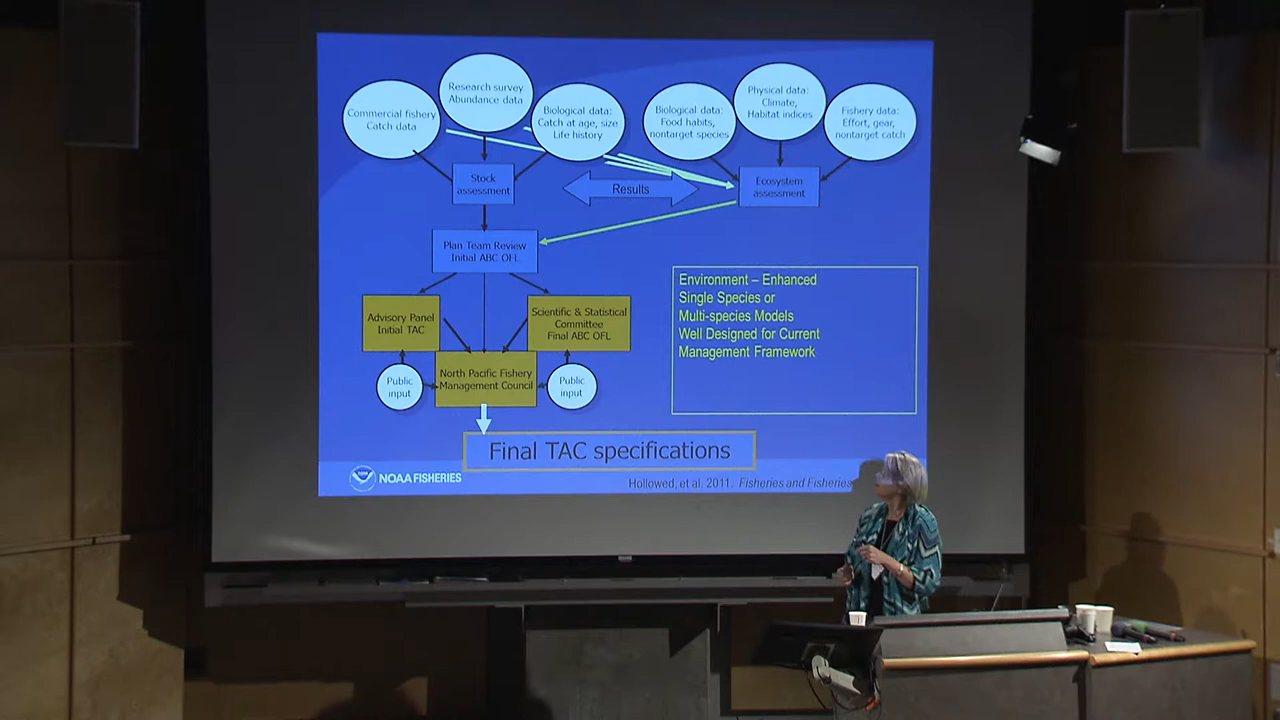 Commercial fishery
Catch data
Research survey
Abundance data
Biological data:
Catch at age, size
Life history
Biological data:
Food habits,
nontarget species
Physical data:
Climate,
Habitat indices
Fishery data:
Effort, gear,
nontarget catch
Stock
assessment
Results
Ecosystem
assessment
Plan Team Review
Initial ABC OFL
Advisory Panel
Initial TAC
Scientific & Statistical
Committee
Final ABC OFL
Public
input
North Pacific Fishery
Management Council
Public
input
Environment – Enhanced
Single Species or
Multi-species Models
Well Designed for Current
Management Framework
Final TAC specifications
NOAA FISHERIES
Hollowed, et al. 2011. Fisheries and Fisheries